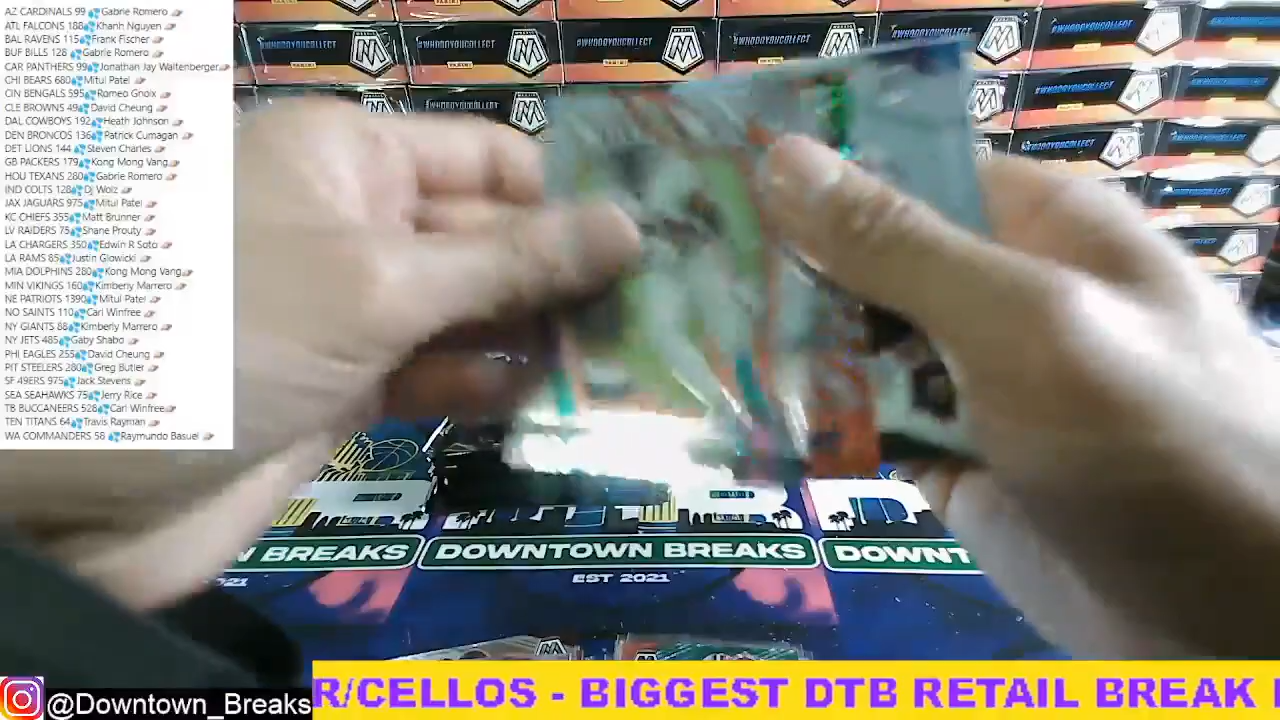 AZ CARDINALS 99💦Gabrie Romero
ATL FALCONS 188💦Khanh Nguyen
BAL RAVENS 115💦Frank Fischer
BUF BILLS 128💦Gabrie Romero
CAR PANTHERS 99💦Jonathan Jay Waltenberger
CHI BEARS 680💦Mitul Patel
CIN BENGALS 595💦Romeo Gnoix
CLE BROWNS 49💦David Cheung
DAL COWBOYS 192💦Heath Johnson
DEN BRONCOS 136💦Patrick Cumagan
DET LIONS 144💦Steven Charles
GB PACKERS 179💦Kong Mong Vang
HOU TEXANS 280💦Gabrie Romero
IND COLTS 128💦DJ Wolz
JAX JAGUARS 975💦Mitul Patel
KC CHIEFS 355💦Matt Brunner
LV RAIDERS 75💦Shane Prouty
LA CHARGERS 350💦Edwin R Soto
LA RAMS 85💦Justin Glowicki
MIA DOLPHINS 280💦Kong Mong Vang
MIN VIKINGS 160💦Kimberly Marrero
NE PATRIOTS 1390💦Mitul Patel
NO SAINTS 110💦Carl Winfree
NY GIANTS 88💦Kimberly Marrero
NY JETS 485💦Gaby Shabo
PHI EAGLES 255💦David Cheung
PIT STEELERS 280💦Greg Butler
SF 49ERS 975💦Jack Stevens
SEA SEAHAWKS 75💦Jerry Rice
TB BUCCANEERS 528💦Carl Winfree
TEN TITANS 64💦Travis Rayman
WA COMMANDERS 58💦Raymundo Basuel
#WHODOYOUCOLLECT
#WHODOYOUCOLLECT
#WHODOYOUCOLLECT
#WHODOYOUCOLLECT
#WHODOYOUCOLLECT
PANINI
N BREAKS
DOWNTOWN BREAKS
DOWNT
EST 2021
@Downtown_Breaks
R/CELLOS - BIGGEST DTB RETAIL BREAK